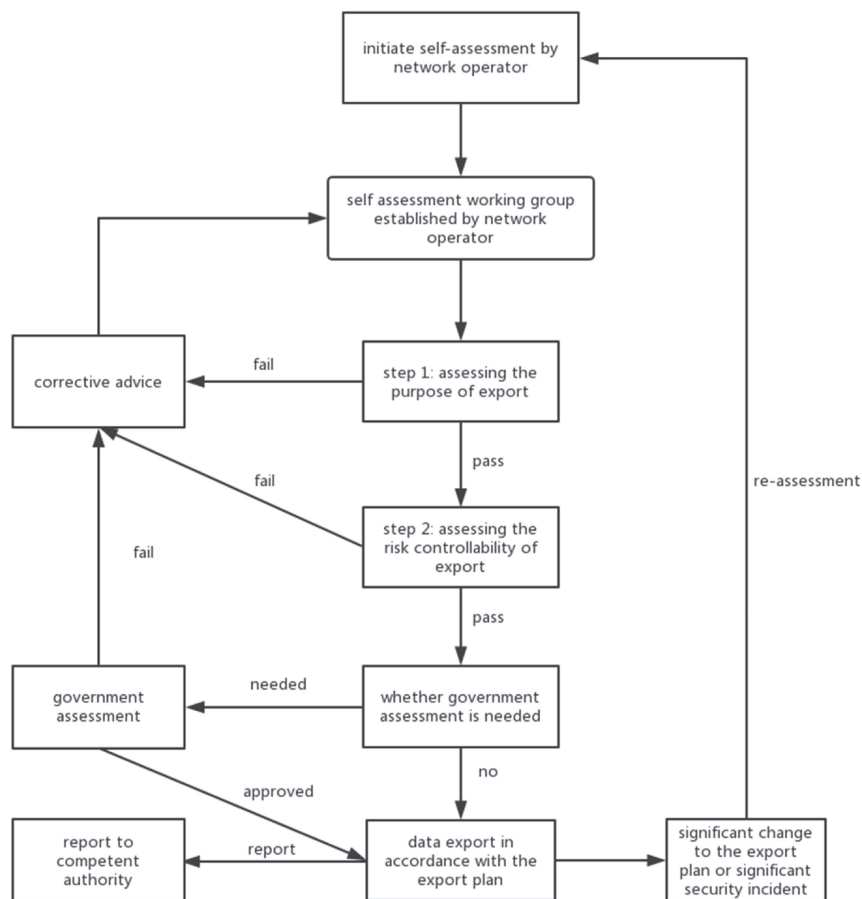 initiate self-assessment by
network operator
self assessment working group
established by network
operator
corrective advice
fail
step 1: assessing the
purpose of export
pass
fail
re-assessment
step 2: assessing the
risk controllability of
export
fail
pass
government
assessment
needed
whether government
assessment is needed
no
approved
report to
competent
authority
report
data export in
accordance with the
export plan
significant change
to the export
plan or significant
security incident